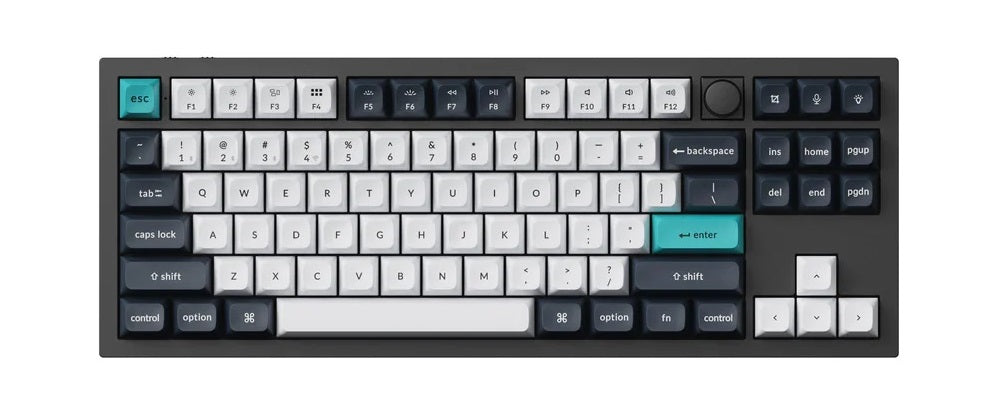 esc F1 F2 F3 F4 F5 F6 F7 F8 F9 F10 F11 F12
~ ! @ # $ % ^ & * ( ) — + ← backspace ins home pgup
` 1 2 3 4 5 6 7 8 9 0 - =
tab Q W E R T Y U I O P { } | del end pgdn
[ ] \
caps lock A S D F G H J K L : " ↵ enter
; '
⇧ shift Z X C V B N M < > ? ⇧ shift
, . /
control option ⌘ ⌘ option fn control